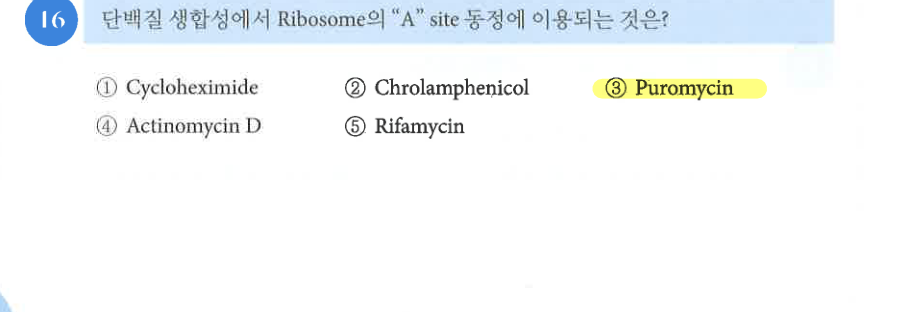 16 단백질 생합성에서 Ribosome의 “A” site 동정에 이용되는 것은?
① Cycloheximide ② Chrolamphenicol ③ Puromycin
④ Actinomycin D ⑤ Rifamycin